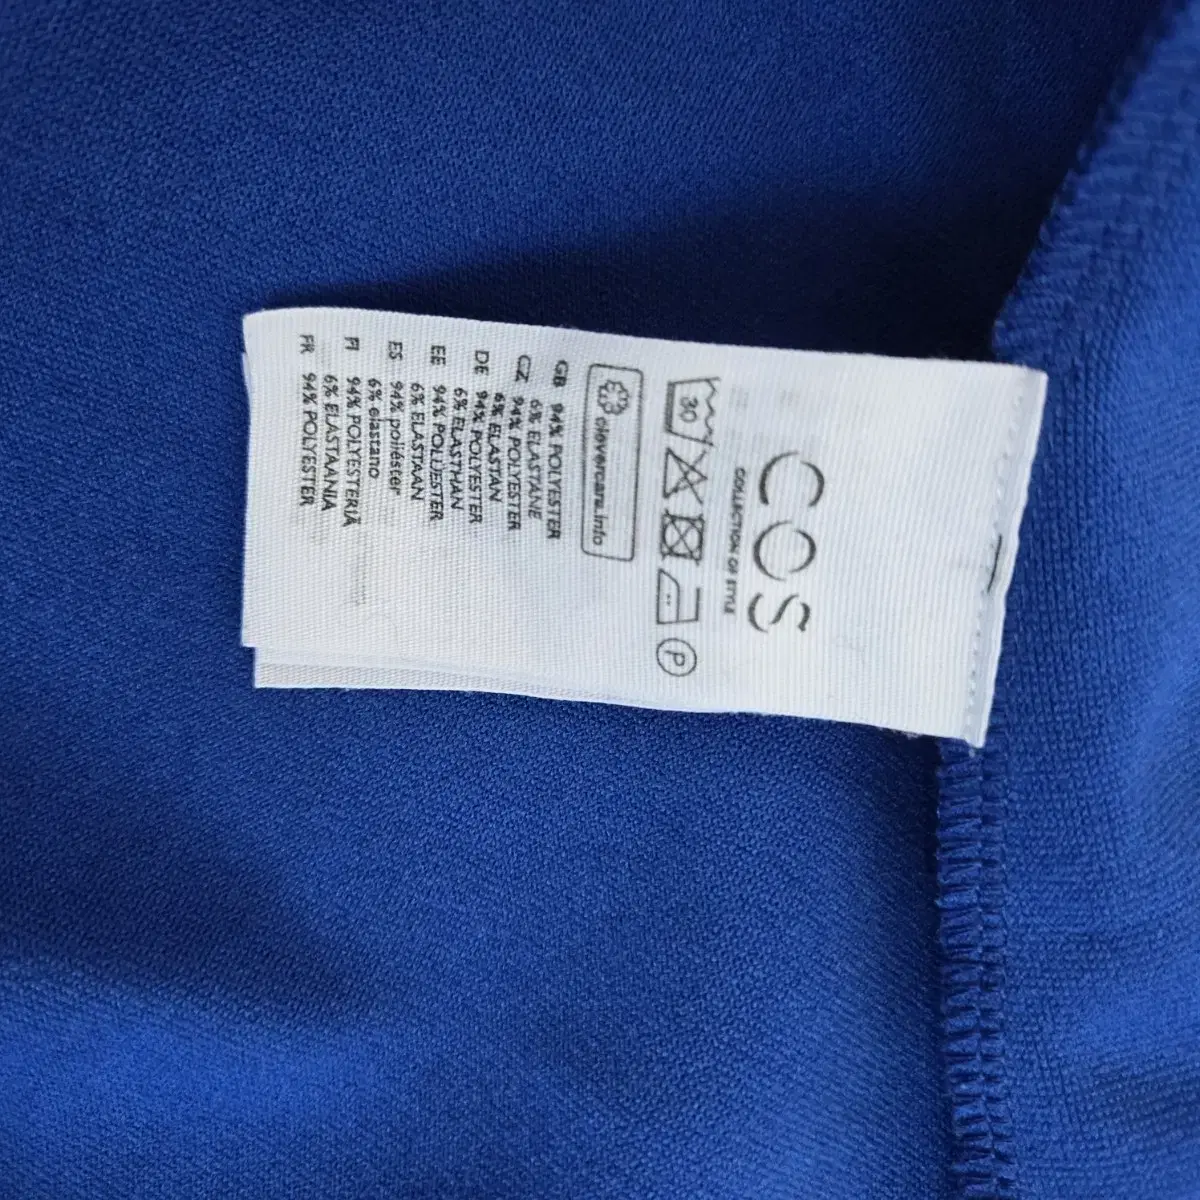 COS
COLLECTION OF STYLE
30
P
clevercare.info
GB 94% POLYESTER
6% ELASTANE
CZ 94% POLYESTER
6% ELASTAN
DE 94% POLYESTER
6% ELASTHAN
EE 94% POLÜESTER
6% ELASTAAN
ES 94% poliéster
6% elastano
FI 94% POLYESTERIÄ
6% ELASTAANIA
FR 94% POLYESTER